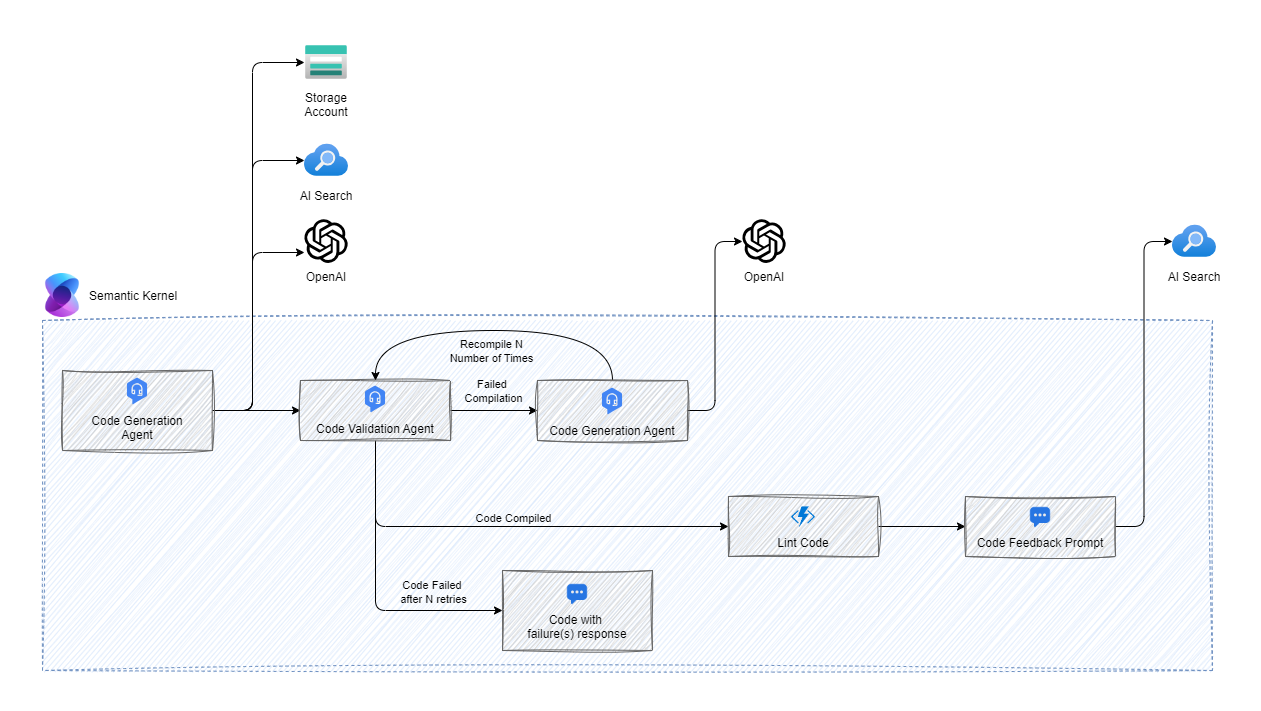 Storage
Account
AI Search
OpenAI
OpenAI
AI Search
Semantic Kernel
Recompile N
Number of Times
Code Generation
Agent
Code Validation Agent
Failed
Compilation
Code Generation Agent
Code Compiled
Lint Code
Code Feedback Prompt
Code Failed
after N retries
Code with
failure(s) response